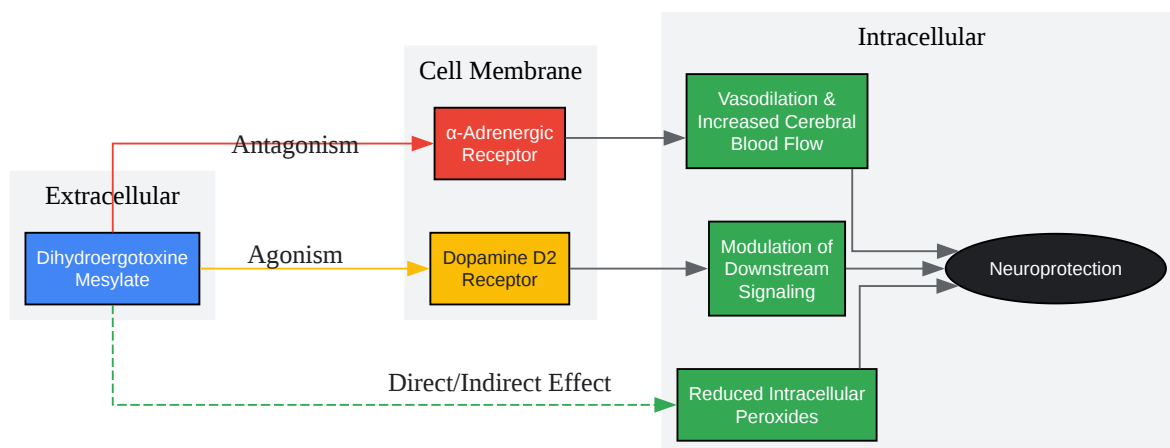 Intracellular
Cell Membrane
Vasodilation &
Increased Cerebral
Blood Flow
α-Adrenergic
Receptor
Antagonism
Extracellular
Dihydroergotoxine
Mesylate
Agonism
Dopamine D2
Receptor
Modulation of
Downstream
Signaling
Neuroprotection
Direct/Indirect Effect
Reduced Intracellular
Peroxides